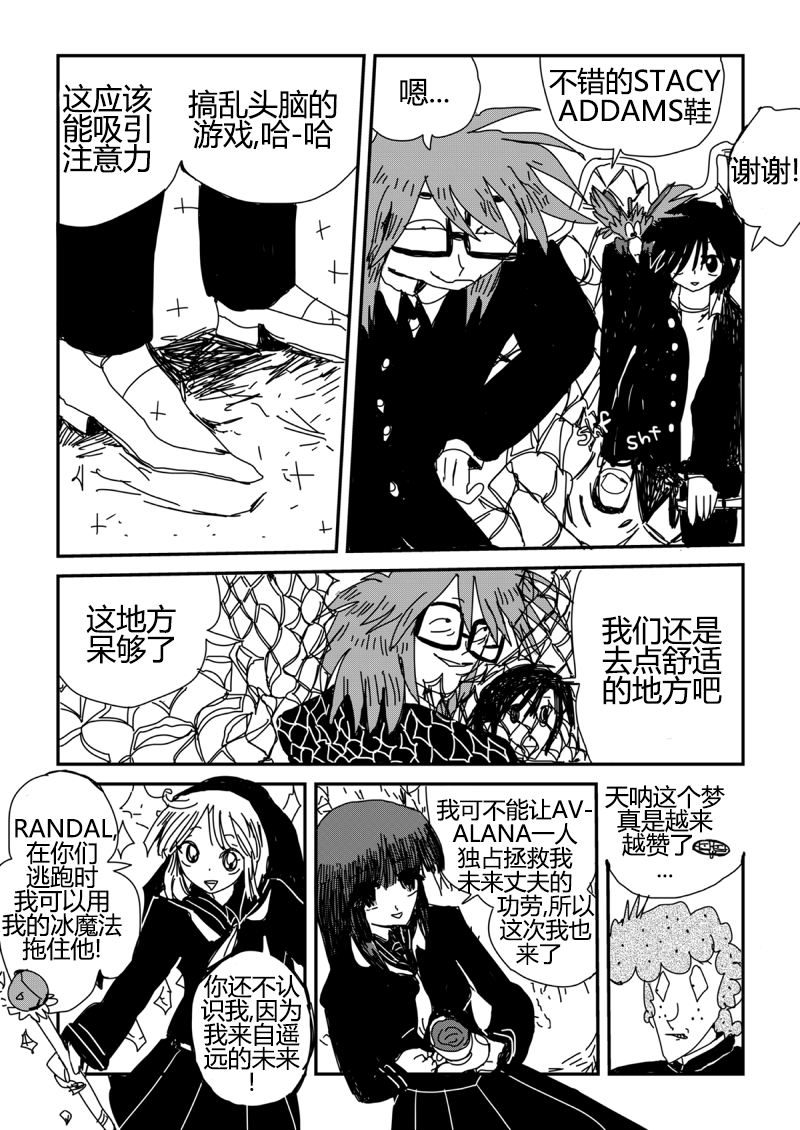 这应该
能吸引
注意力
搞乱头脑的
游戏,哈-哈
嗯...
不错的STACY
ADDAMS鞋
谢谢!
Shf
Shf
这地方
呆够了
我们还是
去点舒适
的地方吧
RANDAL,
在你们
逃跑时
我可以用
我的冰魔法
拖住他!
你还不认
识我,因为
我来自遥
远的未来
!
我可不能让AV-
ALANA一人
独占拯救我
未来丈夫的
功劳,所以
这次我也
来了
天呐这个梦
真是越来
越赞了
...